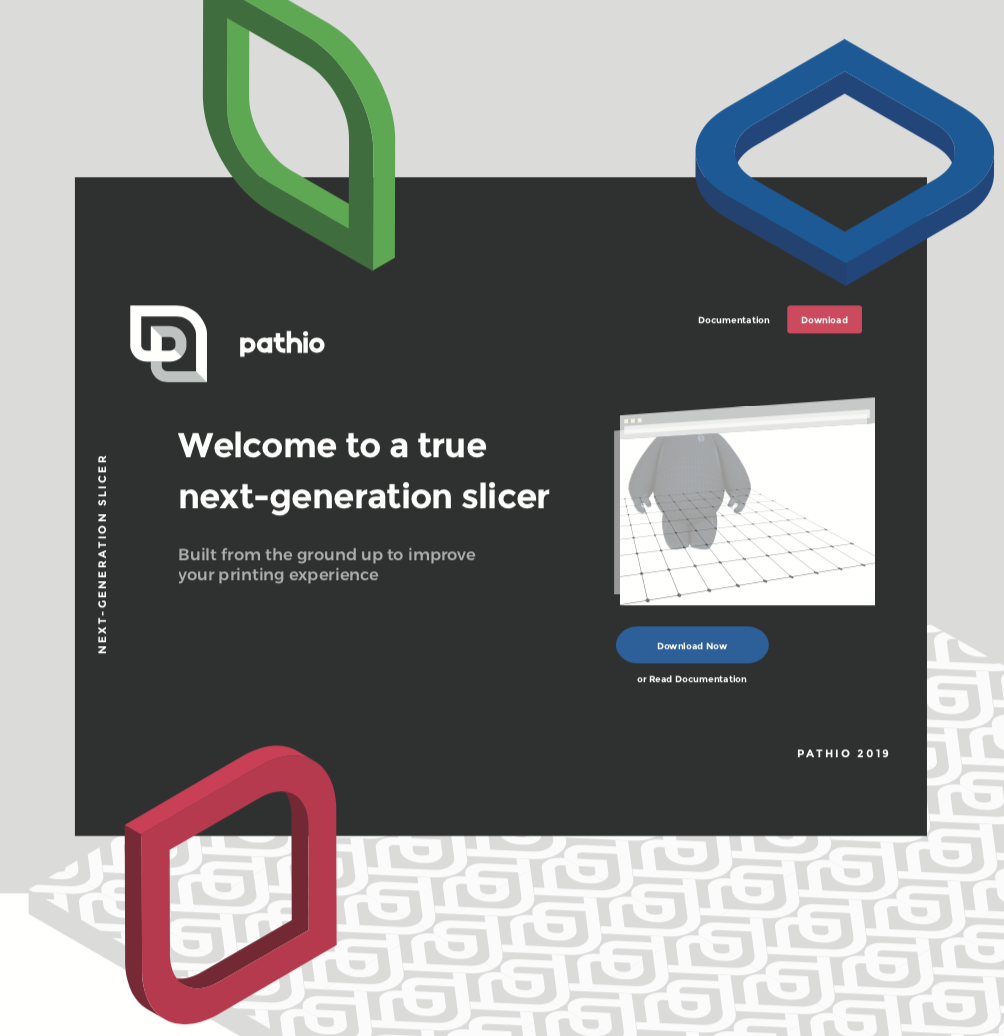 pathio
Documentation
Download
NEXT-GENERATION SLICER
Welcome to a true
next-generation slicer
Built from the ground up to improve
your printing experience
Download Now
or Read Documentation
PATHIO 2019